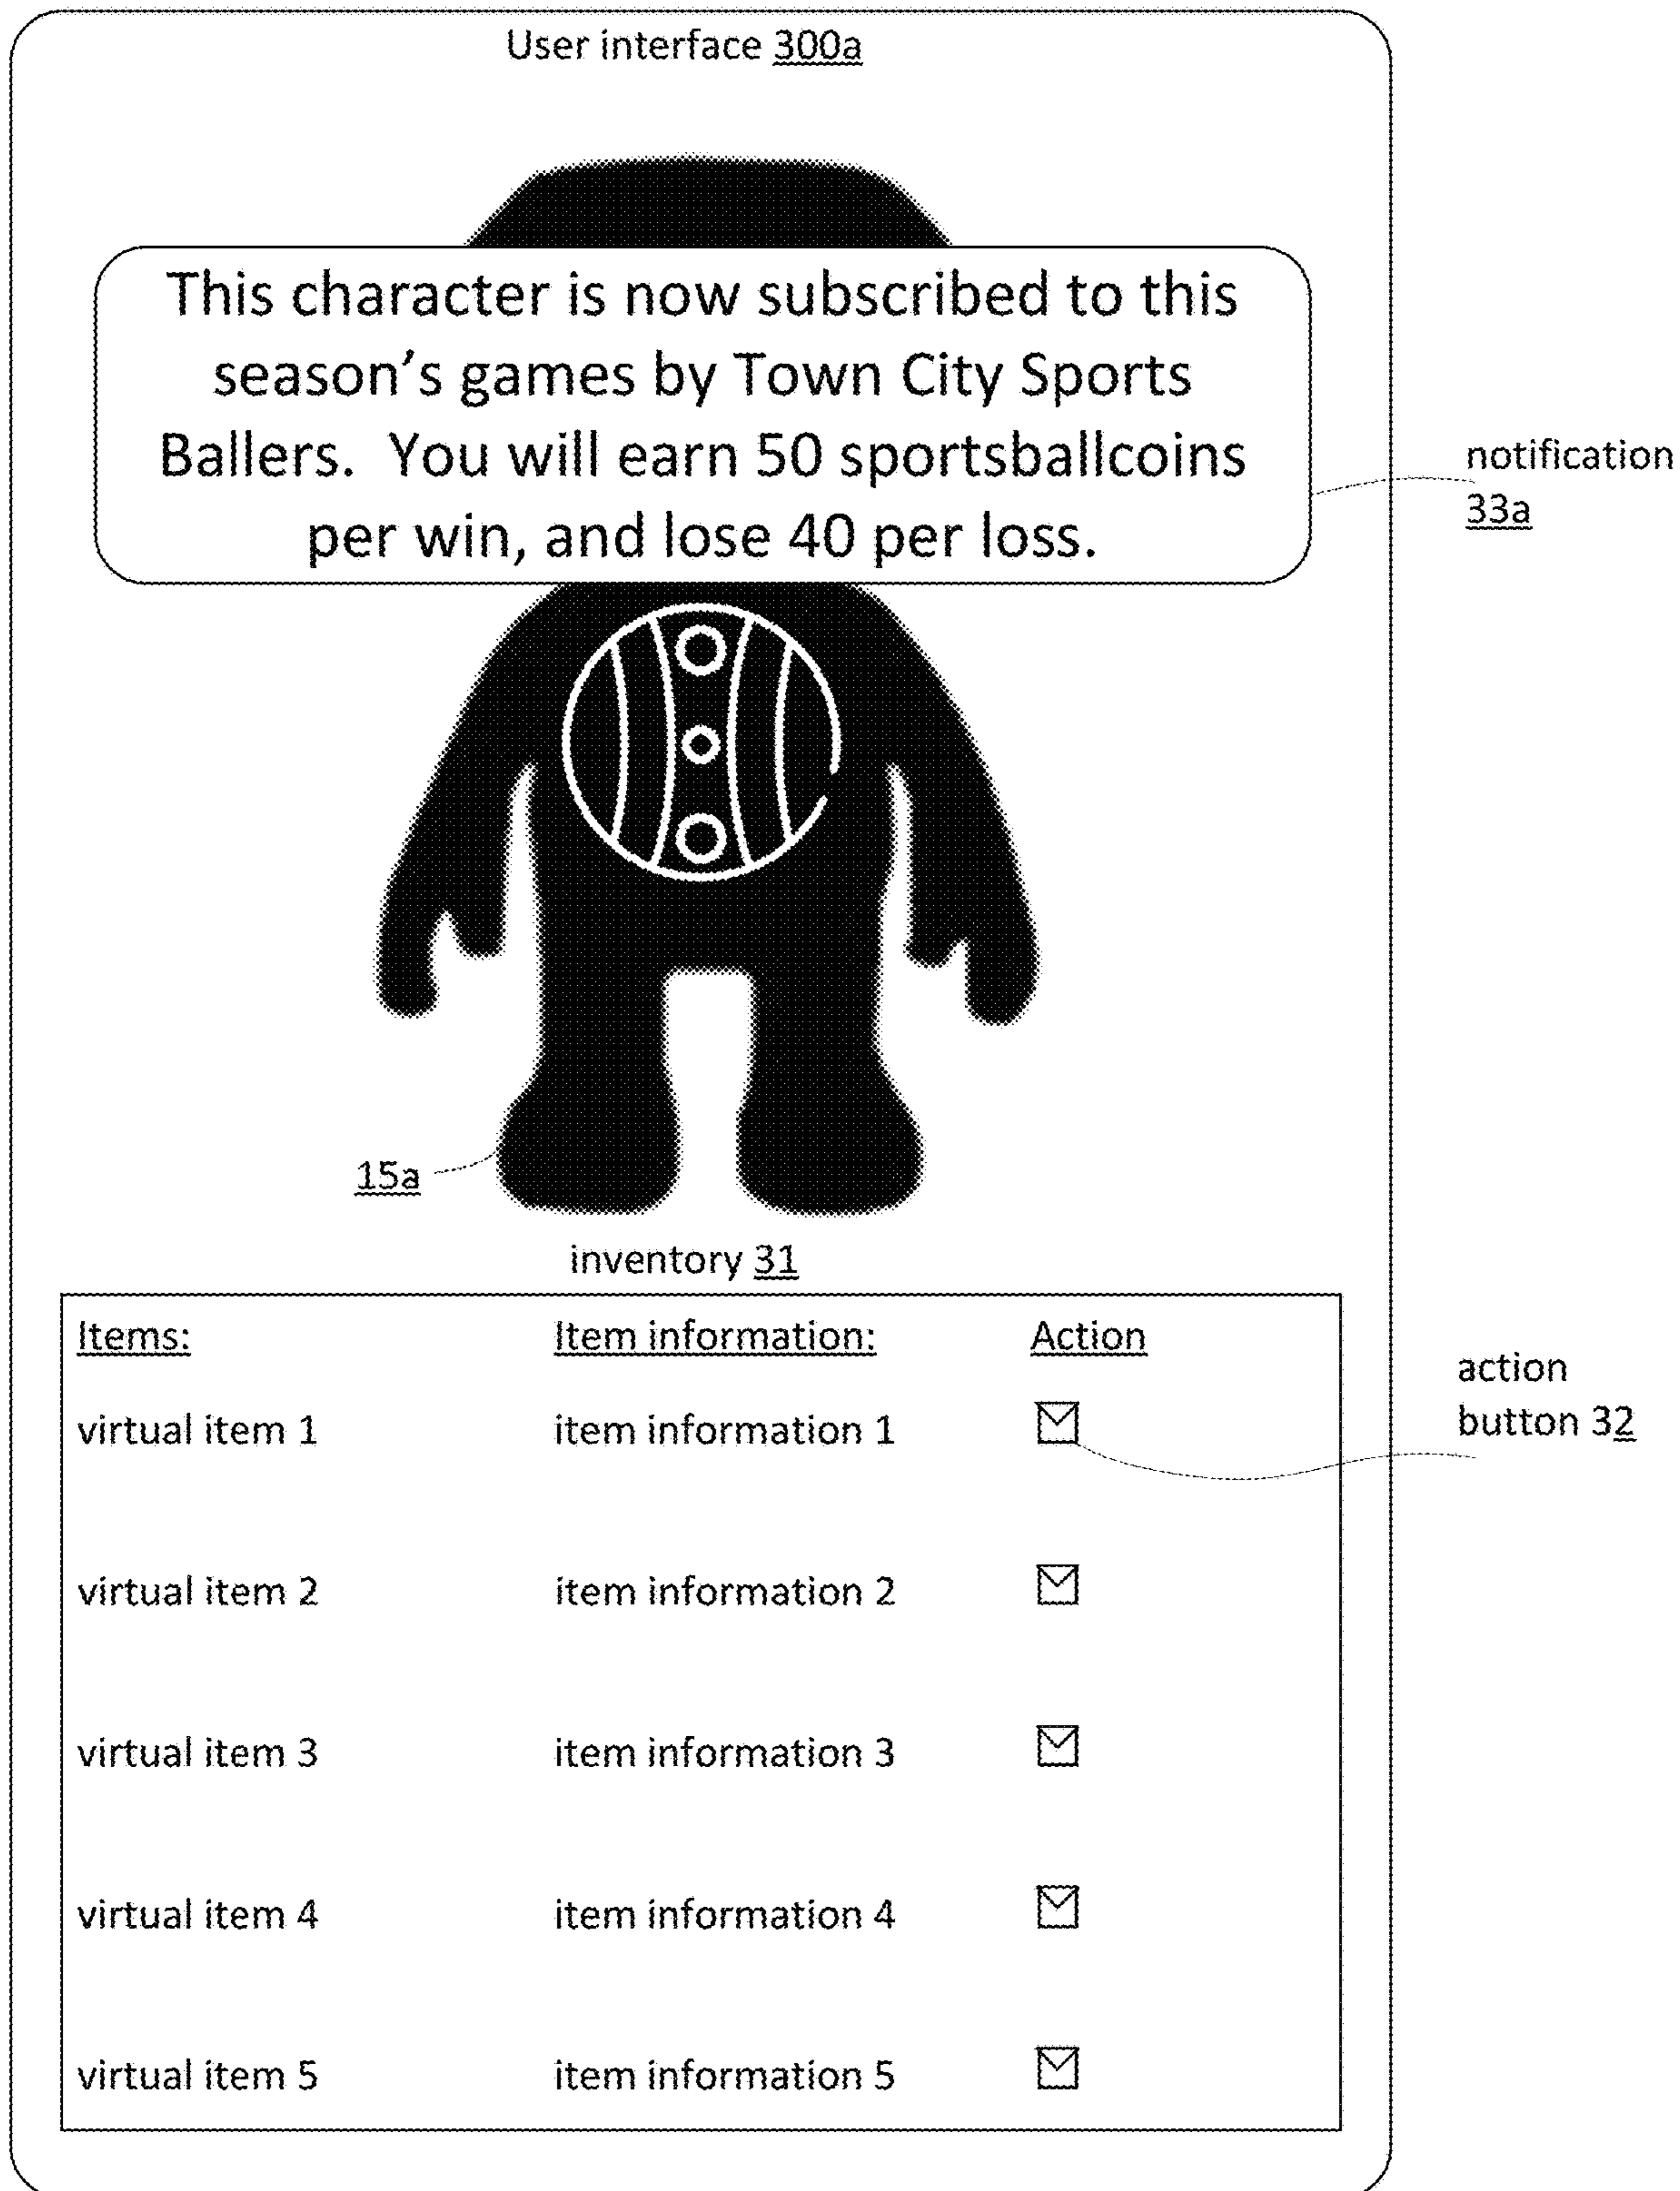 User interface 300a
This character is now subscribed to this
season’s games by Town City Sports
Ballers.  You will earn 50 sportsballcoins
per win, and lose 40 per loss.
notification
33a
15a
inventory 31
Items: Item information: Action
action
button 32
virtual item 1 item information 1
virtual item 2 item information 2
virtual item 3 item information 3
virtual item 4 item information 4
virtual item 5 item information 5